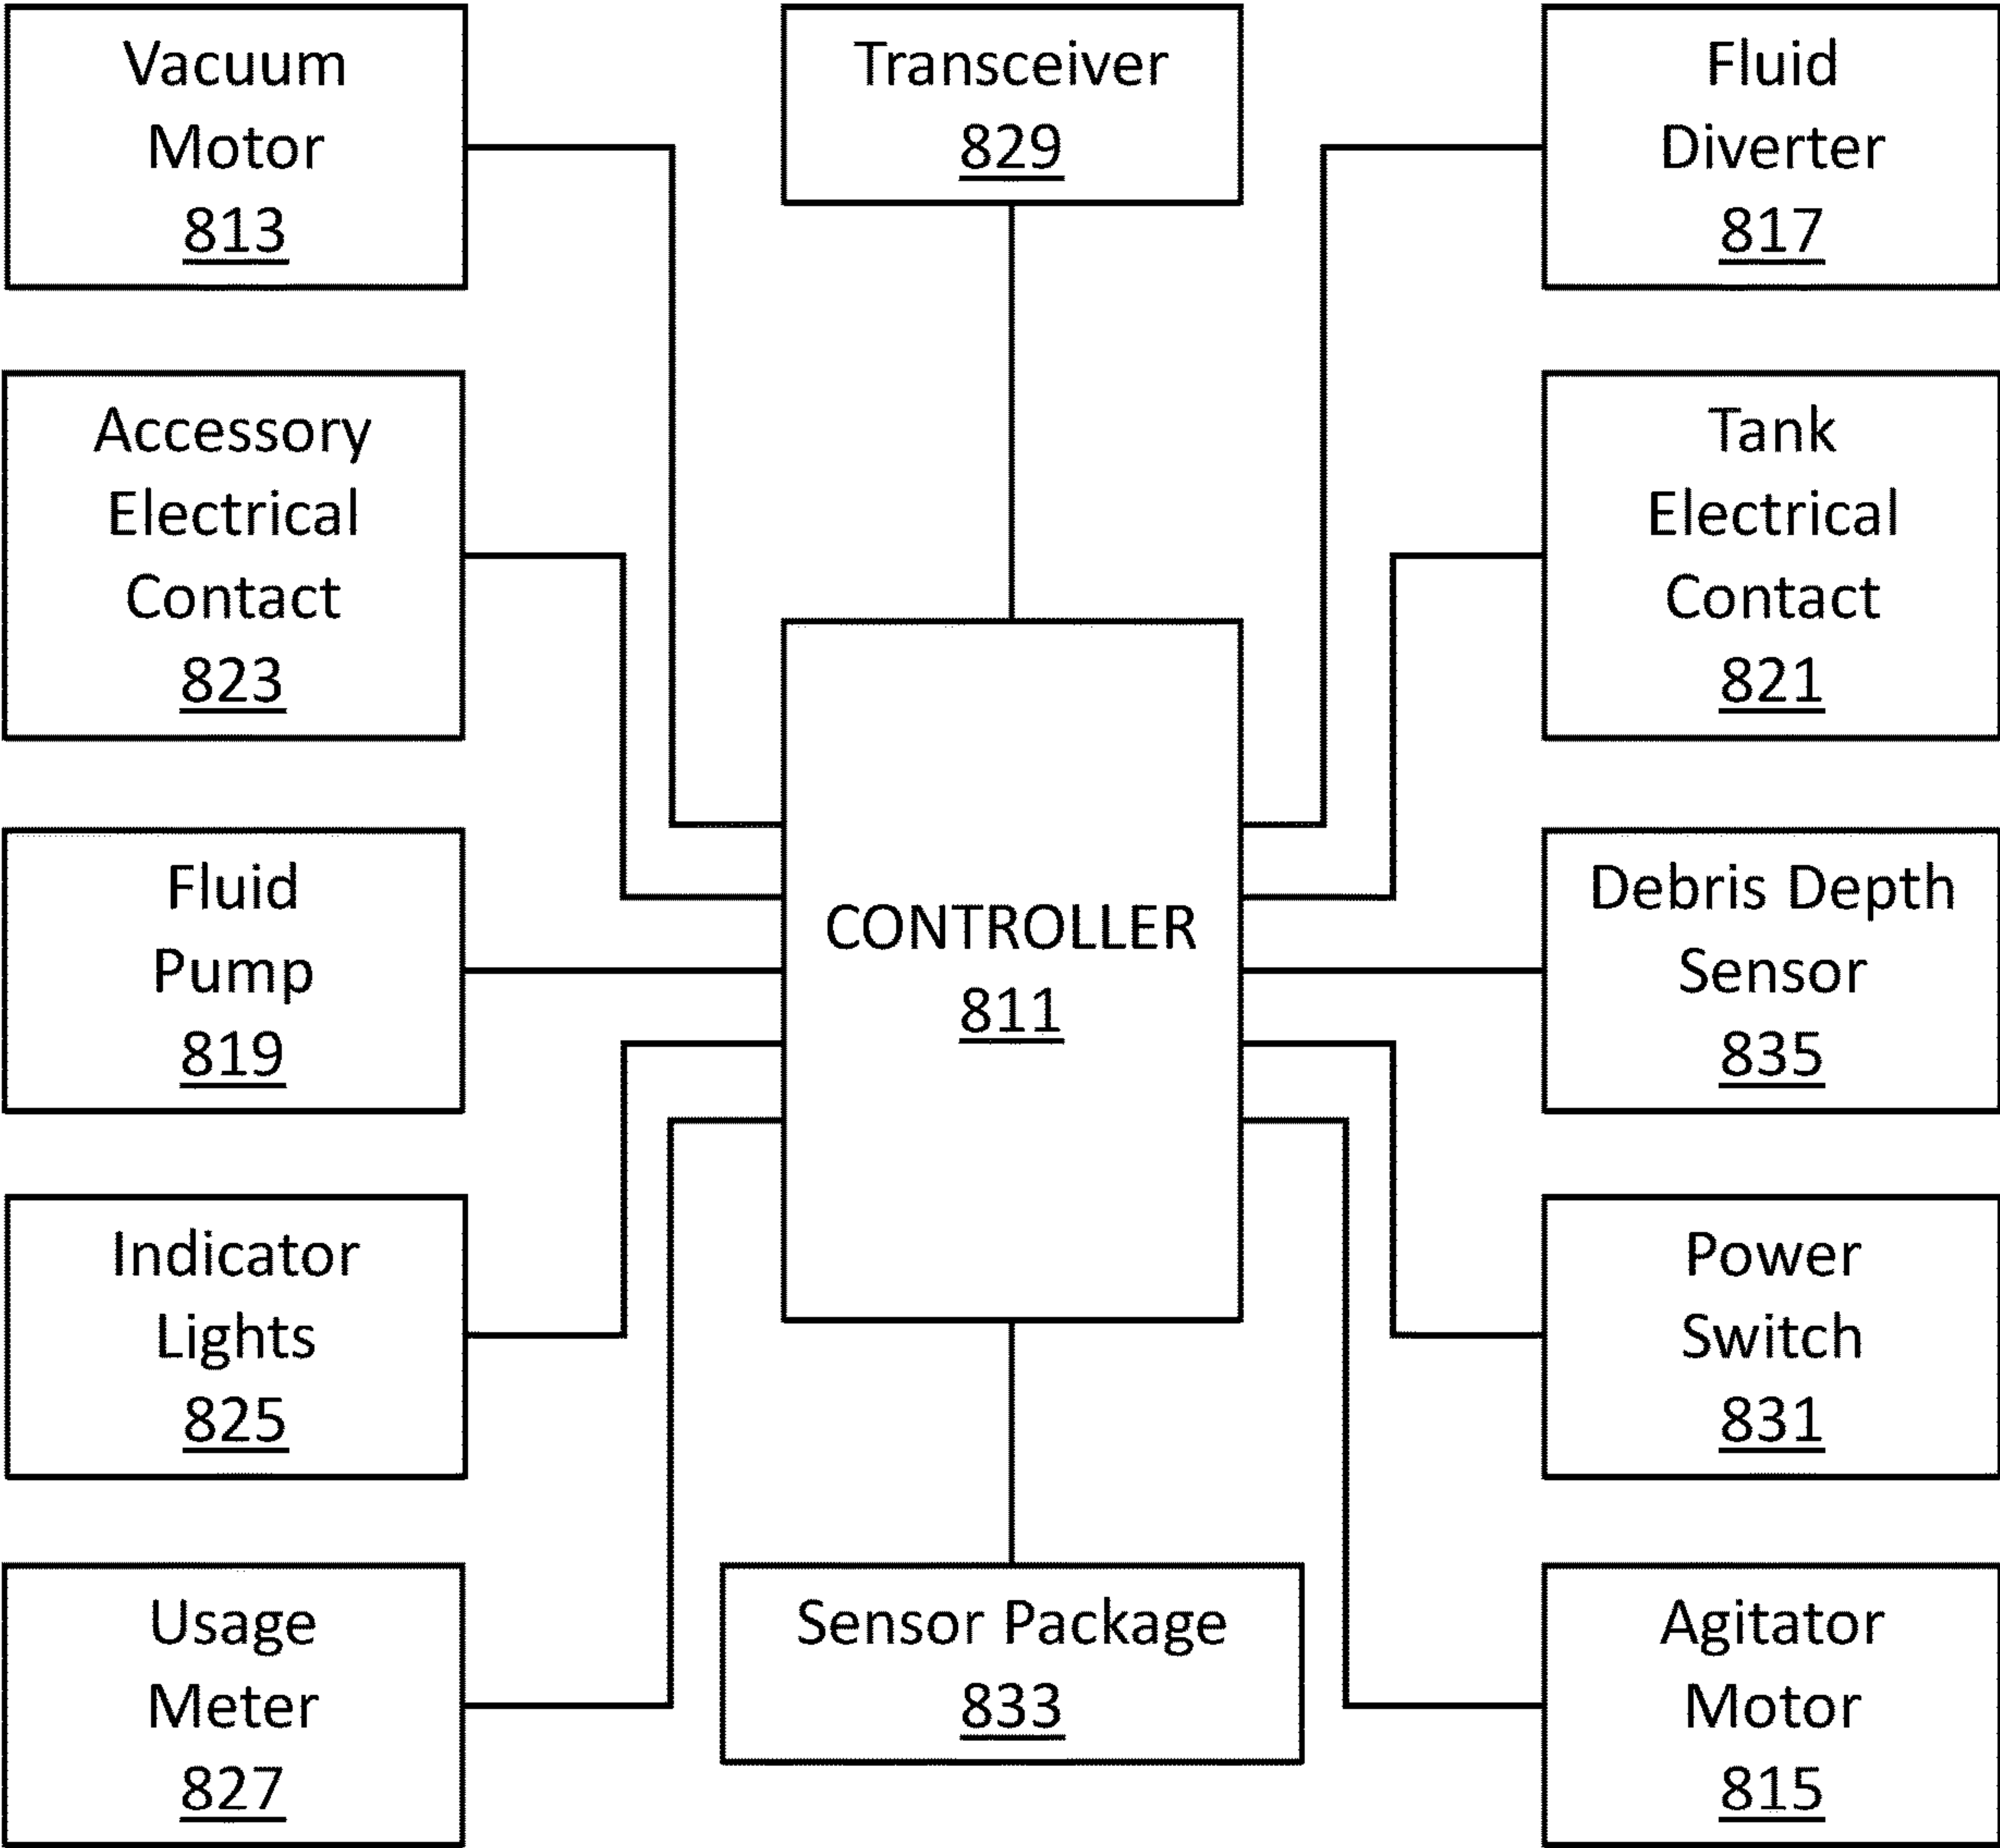 Vacuum
Motor
813
Transceiver
829
Fluid
Diverter
817
Accessory
Electrical
Contact
823
Tank
Electrical
Contact
821
Fluid
Pump
819
CONTROLLER
811
Debris Depth
Sensor
835
Indicator
Lights
825
Power
Switch
831
Usage
Meter
827
Sensor Package
833
Agitator
Motor
815